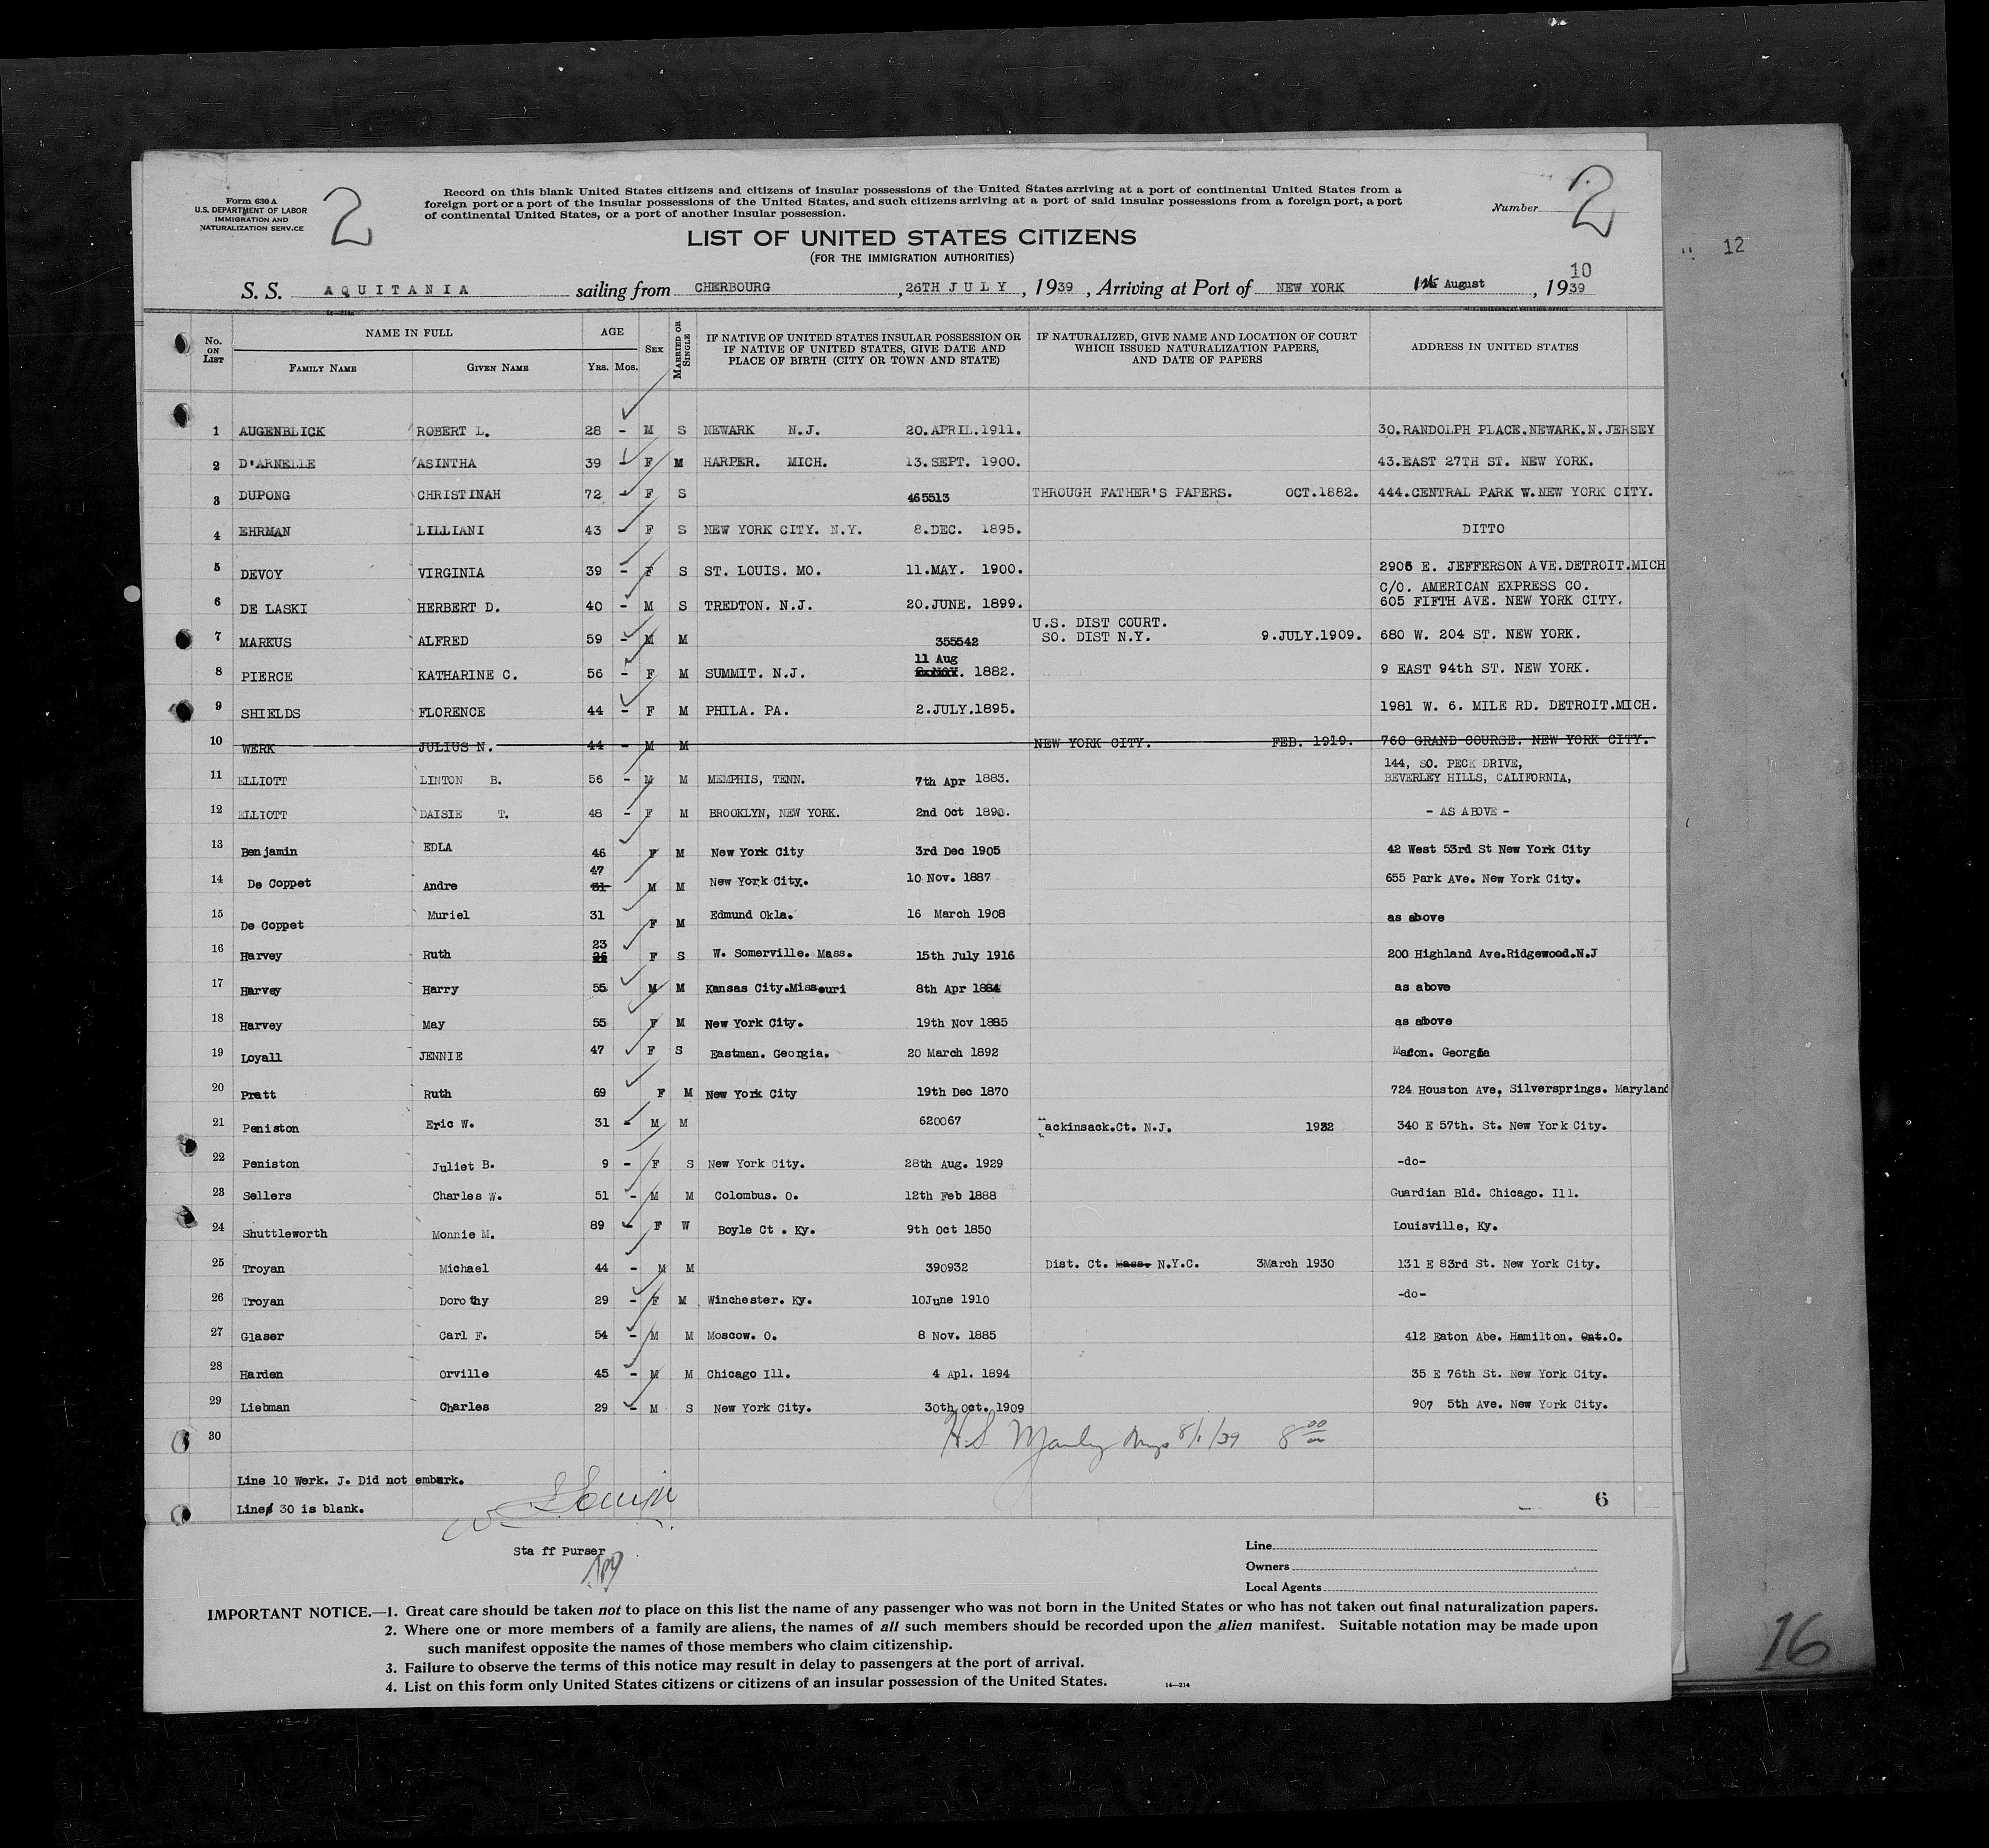 Form 630 A
U.S. DEPARTMENT OF LABOR
IMMIGRATION AND
NATURALIZATION SERVICE
2
Record on this blank United States citizens and citizens of insular possessions of the United States arriving at a port of continental United States from a
foreign port or a port of the insular possessions of the United States, and such citizens arriving at a port of said insular possessions from a foreign port, a port
of continental United States, or a port of another insular possession.
Number 2
12
LIST OF UNITED STATES CITIZENS
(FOR THE IMMIGRATION AUTHORITIES)
10
S. S. AQUITANIA sailing from CHERBOURG , 26TH JULY , 1939 , Arriving at Port of NEW YORK August , 1939
No. ON LIST NAME IN FULL AGE SEX MARRIED OR SINGLE IF NATIVE OF UNITED STATES INSULAR POSSESSION OR IF NATIVE OF UNITED STATES, GIVE DATE AND PLACE OF BIRTH (CITY OR TOWN AND STATE) IF NATURALIZED, GIVE NAME AND LOCATION OF COURT WHICH ISSUED NATURALIZATION PAPERS, AND DATE OF PAPERS ADDRESS IN UNITED STATES
FAMILY NAME GIVEN NAME YRS. MOS.
1 AUGENBLICK ROBERT L. 28 - M S NEWARK N.J. 20.APRIL.1911. 30.RANDOLPH PLACE.NEWARK.N.JERSEY
2 D'ARNELLE ASINTHA 39 - F M HARPER. MICH. 13.SEPT. 1900. 43.EAST 27TH ST. NEW YORK.
3 DUPONG CHRISTINAH 72 - F S 465513 THROUGH FATHER'S PAPERS. OCT.1882. 444.CENTRAL PARK W.NEW YORK CITY.
4 EHRMAN LILLIANI 43 - F S NEW YORK CITY. N.Y. 8.DEC. 1895. DITTO
5 DEVOY VIRGINIA 39 - F S ST. LOUIS. MO. 11.MAY. 1900. 2905 E. JEFFERSON AVE.DETROIT.MICH
C/O. AMERICAN EXPRESS CO.
6 DE LASKI HERBERT D. 40 - M S TREDTON. N.J. 20.JUNE. 1899. 605 FIFTH AVE. NEW YORK CITY.
U.S. DIST COURT.
7 MARKUS ALFRED 59 - M M 355542 SO. DIST N.Y. 9.JULY.1909. 680 W. 204 ST. NEW YORK.
11 Aug
8 PIERCE KATHARINE C. 56 - F M SUMMIT. N.J. NOV. 1882. 9 EAST 94th ST. NEW YORK.
9 SHIELDS FLORENCE 44 - F M PHILA. PA. 2.JULY.1895. 1981 W. 6. MILE RD. DETROIT.MICH.
10 WERK JULIUS N. 44 - M M NEW YORK CITY. FEB. 1919. 760 GRAND COURSE. NEW YORK CITY.
144, SO. PECK DRIVE,
11 ELLIOTT LINTON B. 56 - M M MEMPHIS, TENN. 7th Apr 1883. BEVERLEY HILLS, CALIFORNIA,
12 ELLIOTT DAISIE T. 48 - F M BROOKLYN, NEW YORK. 2nd Oct 1890. - AS ABOVE -
13 Benjamin EDLA 46 F M New York City 3rd Dec 1905 42 West 53rd St New York City
47
14 De Coppet Andre 51 M M New York City. 10 Nov. 1887 655 Park Ave. New York City.
15 De Coppet Muriel 31 F M Edmund Okla. 16 March 1908 as above
23
16 Harvey Ruth 26 F S W. Somerville. Mass. 15th July 1916 200 Highland Ave.Ridgewood.N.J
17 Harvey Harry 55 M M Kansas City.Missouri 8th Apr 1884 as above
18 Harvey May 55 F M New York City. 19th Nov 1885 as above
19 Loyall JENNIE 47 F S Eastman. Georgia. 20 March 1892 Macon. Georgia
20 Pratt Ruth 69 F M New York City 19th Dec 1870 724 Houston Ave, Silversprings. Maryland
21 Peniston Eric W. 31 - M M 620067 Hackinsack.Ct. N.J. 1932 340 E 57th. St. New York City.
22 Peniston Juliet B. 9 - F S New York City. 28th Aug. 1929 -do-
23 Sellers Charles W. 51 - M M Colombus. O. 12th Feb 1888 Guardian Bld. Chicago. Ill.
24 Shuttleworth Monnie M. 89 - F W Boyle Ct . Ky. 9th Oct 1850 Louisville, Ky.
25 Troyan Michael 44 - M M 390932 Dist. Ct. Mass. N.Y.C. 3March 1930 131 E 83rd St. New York City.
26 Troyan Dorothy 29 - F M Winchester. Ky. 10June 1910 -do-
27 Glaser Carl F. 54 - M M Moscow. O. 8 Nov. 1885 412 Eaton Abe. Hamilton. Ont.O.
28 Harden Orville 45 - M M Chicago Ill. 4 Apl. 1894 35 E 76th St. New York City.
29 Liebman Charles 29 - M S New York City. 30th Oct. 1909 907 5th Ave. New York City.
30
H.S. Manley 8/1/39 8 00
Line 10 Werk. J. Did not embark.
Line 30 is blank.
6
Staff Purser
Line
Owners
Local Agents
IMPORTANT NOTICE.—1. Great care should be taken not to place on this list the name of any passenger who was not born in the United States or who has not taken out final naturalization papers.
2. Where one or more members of a family are aliens, the names of all such members should be recorded upon the alien manifest. Suitable notation may be made upon
such manifest opposite the names of those members who claim citizenship.
3. Failure to observe the terms of this notice may result in delay to passengers at the port of arrival.
4. List on this form only United States citizens or citizens of an insular possession of the United States.
14—214
16